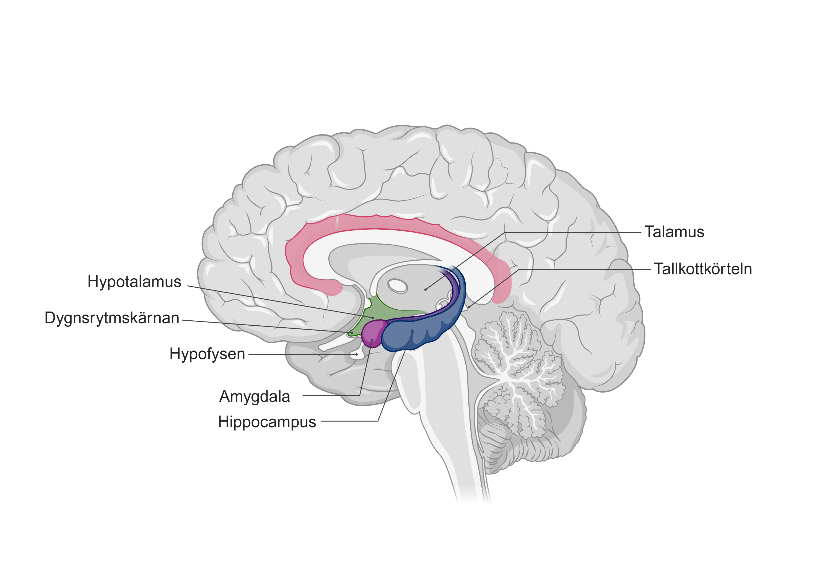 Talamus
Tallkottkörteln
Hypotalamus
Dygnsrytmskärnan
Hypofysen
Amygdala
Hippocampus